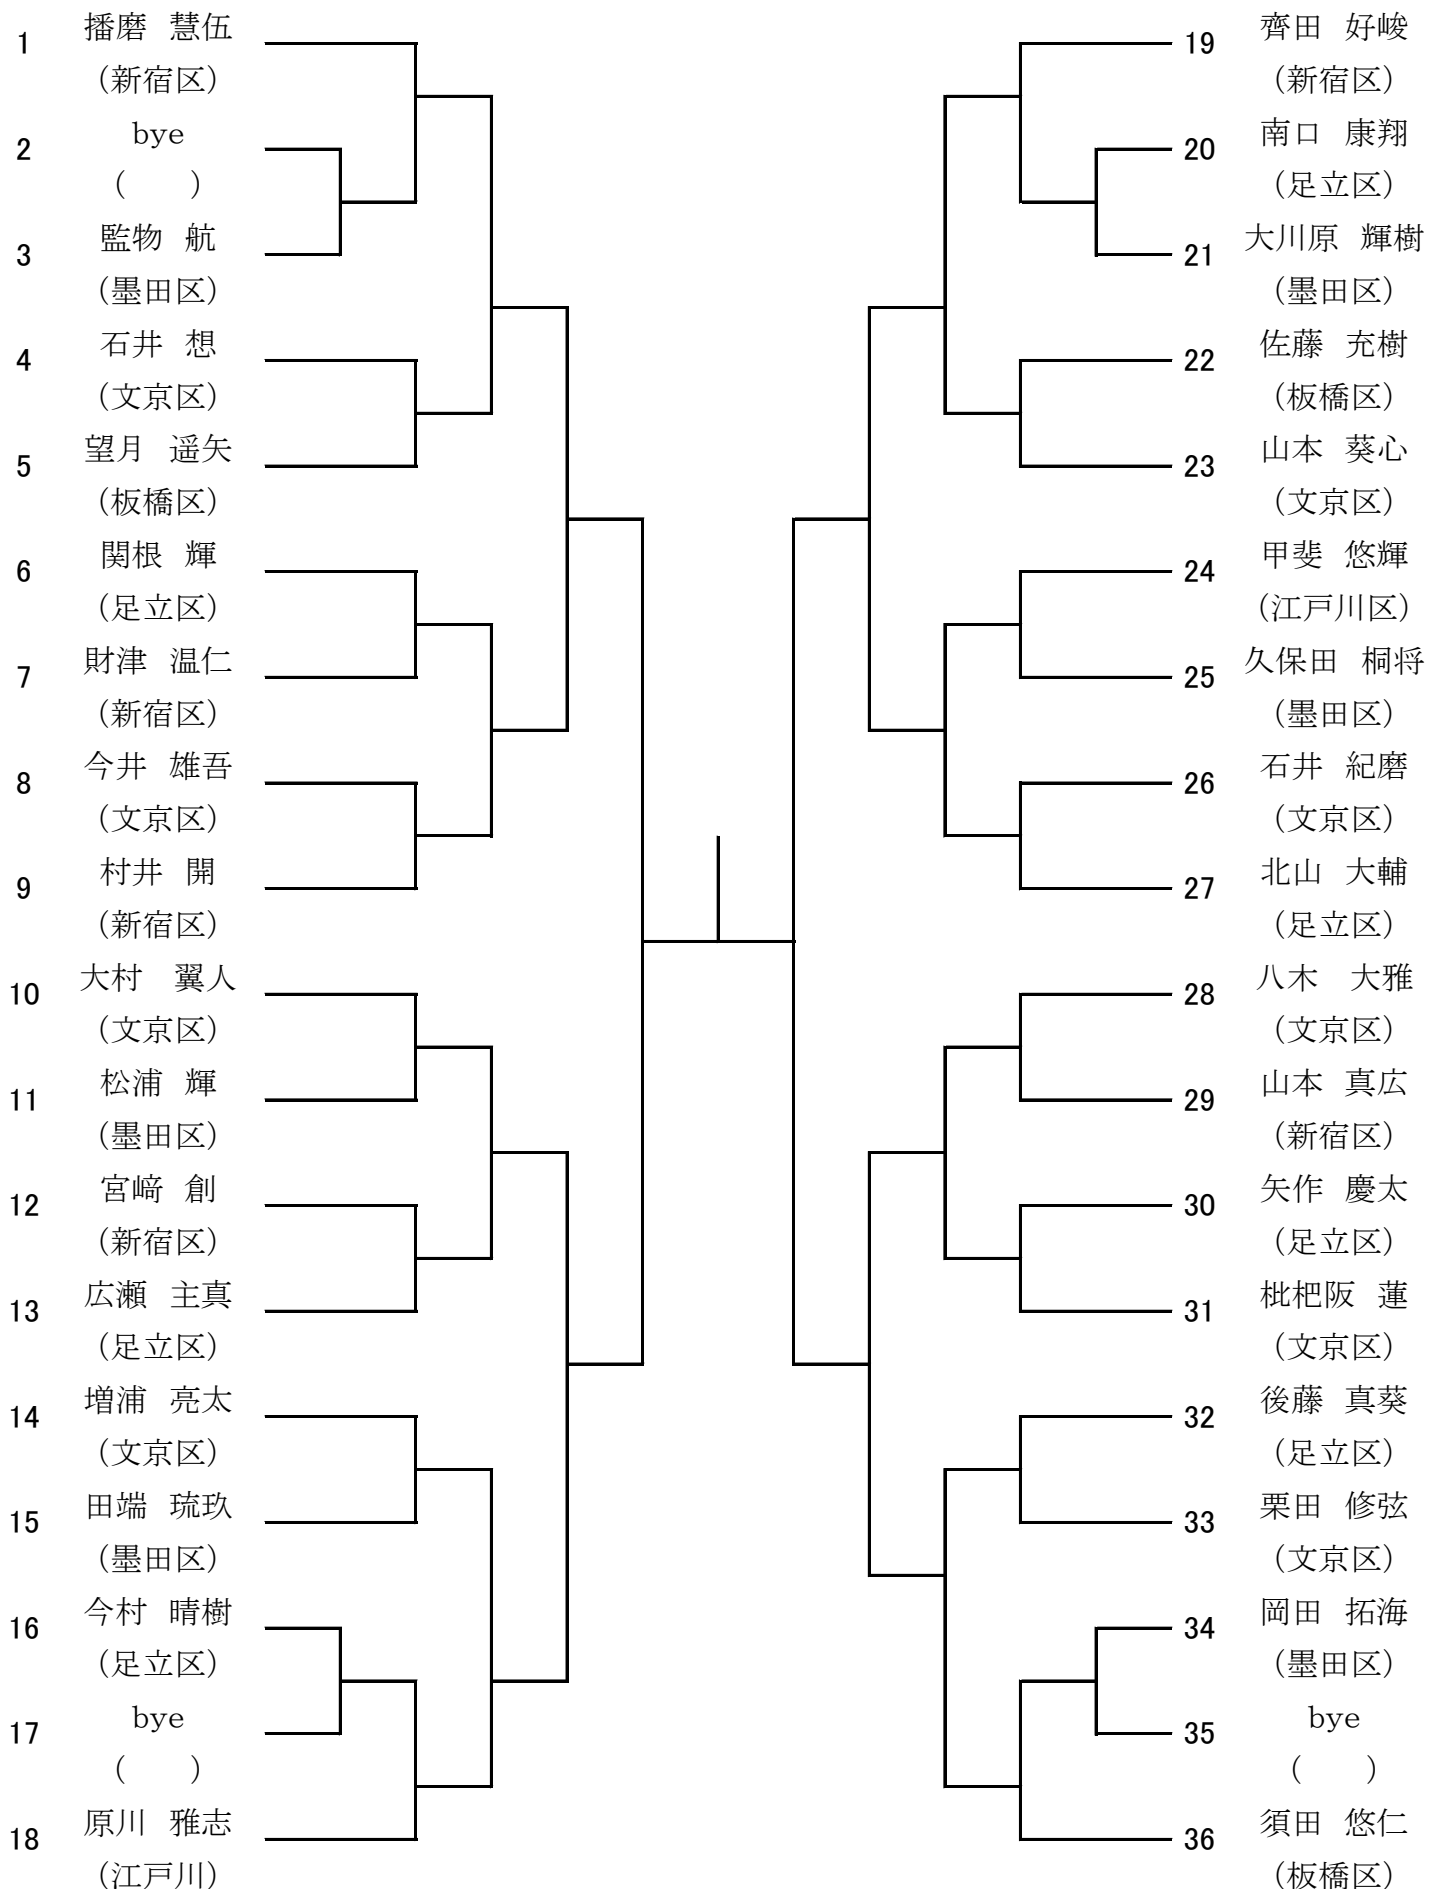 1 播磨 慧伍
(新宿区)
2 bye
( )
3 監物 航
(墨田区)
4 石井 想
(文京区)
5 望月 遥矢
(板橋区)
6 関根 輝
(足立区)
7 財津 温仁
(新宿区)
8 今井 雄吾
(文京区)
9 村井 開
(新宿区)
10 大村 翼人
(文京区)
11 松浦 輝
(墨田区)
12 宮﨑 創
(新宿区)
13 広瀬 主真
(足立区)
14 増浦 亮太
(文京区)
15 田端 琉玖
(墨田区)
16 今村 晴樹
(足立区)
17 bye
( )
18 原川 雅志
(江戸川)
19 齊田 好峻
(新宿区)
20 南口 康翔
(足立区)
21 大川原 輝樹
(墨田区)
22 佐藤 充樹
(板橋区)
23 山本 葵心
(文京区)
24 甲斐 悠輝
(江戸川区)
25 久保田 桐将
(墨田区)
26 石井 紀磨
(文京区)
27 北山 大輔
(足立区)
28 八木 大雅
(文京区)
29 山本 真広
(新宿区)
30 矢作 慶太
(足立区)
31 枇杷阪 蓮
(文京区)
32 後藤 真葵
(足立区)
33 栗田 修弦
(文京区)
34 岡田 拓海
(墨田区)
35 bye
( )
36 須田 悠仁
(板橋区)